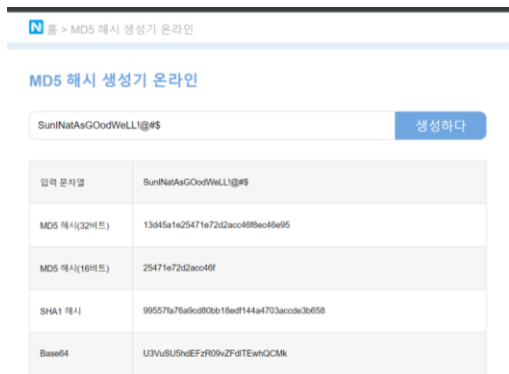 N 홈 > MD5 해시 생성기 온라인
MD5 해시 생성기 온라인
SunINatAsGOodWeLL!@#$ 생성하다
입력 문자열 SunINatAsGOodWeLL!@#$
MD5 해시(32비트) 13d45a1e25471e72d2acc46f8ec46e95
MD5 해시(16비트) 25471e72d2acc46f
SHA1 해시 99557fa76a9cd80bb18edf144a4703accde3b658
Base64 U3VuSU5hdEFzR09vZFdlTEwhQCMk